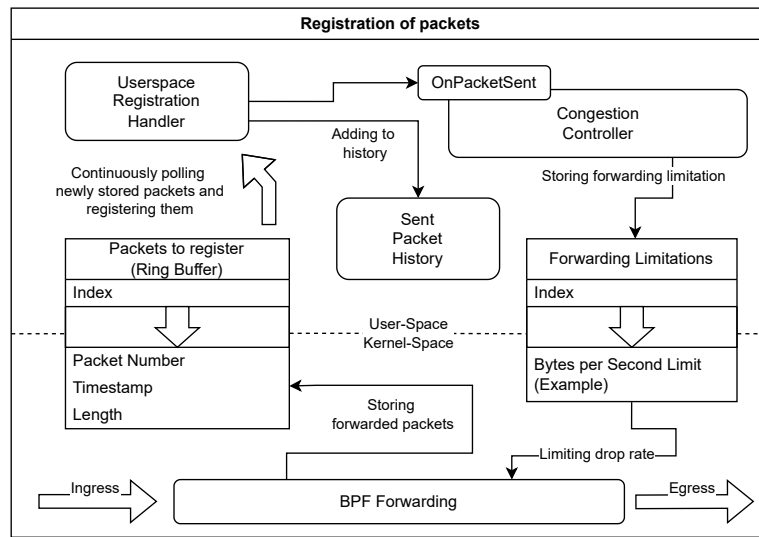 Registration of packets
Userspace
Registration
Handler
OnPacketSent
Congestion
Controller
Adding to
history
Continuously polling
newly stored packets and
registering them
Storing forwarding limitation
Sent
Packet
History
Packets to register
(Ring Buffer)
Index
Forwarding Limitations
Index
User-Space
Kernel-Space
Packet Number
Timestamp
Length
Bytes per Second Limit
(Example)
Storing
forwarded packets
Limiting drop rate
Ingress
BPF Forwarding
Egress